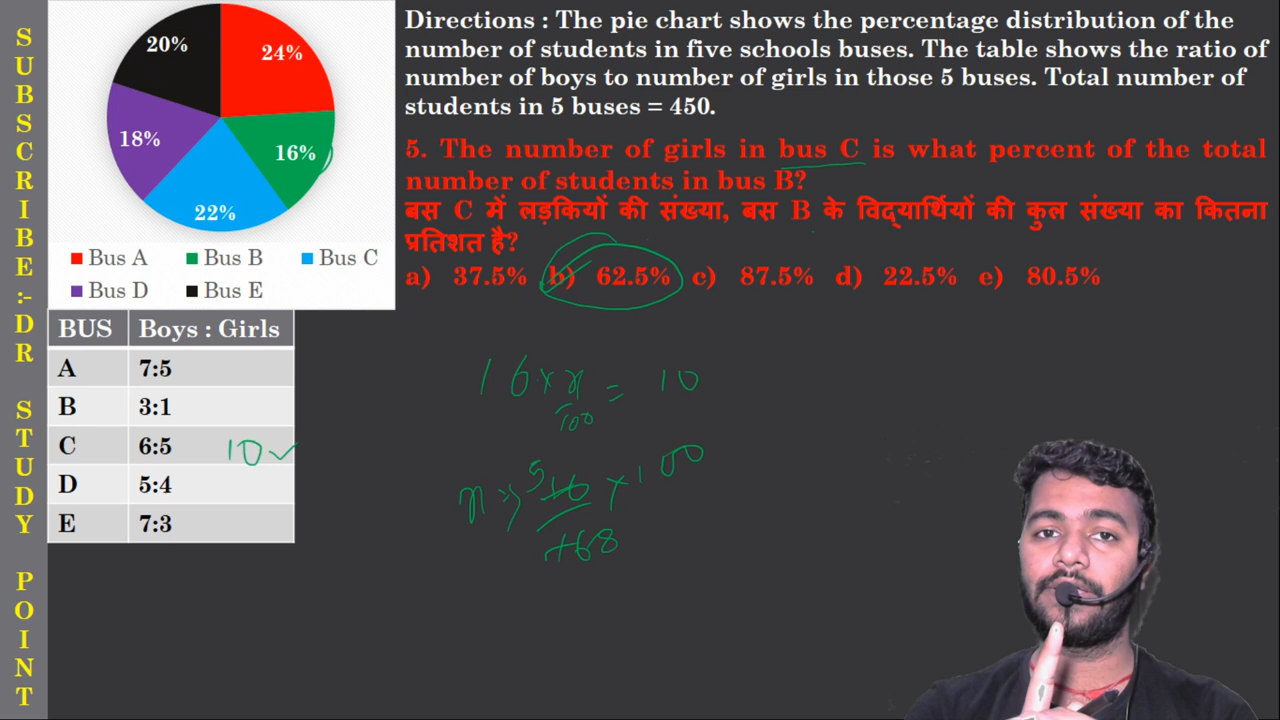 SUBSCRIBE:-DR STUDY POINT
20%
24%
18%
16%
22%
Bus A Bus B Bus C
Bus D Bus E
BUS Boys : Girls
A 7:5
B 3:1
C 6:5 10
D 5:4
E 7:3
Directions : The pie chart shows the percentage distribution of the
number of students in five schools buses. The table shows the ratio of
number of boys to number of girls in those 5 buses. Total number of
students in 5 buses = 450.
5. The number of girls in bus C is what percent of the total
number of students in bus B?
बस C में लड़कियों की संख्या, बस B के विद्यार्थियों की कुल संख्या का कितना
प्रतिशत है?
a) 37.5% b) 62.5% c) 87.5% d) 22.5% e) 80.5%
16 × x = 10
100
x => 5 10 × 100
16 8